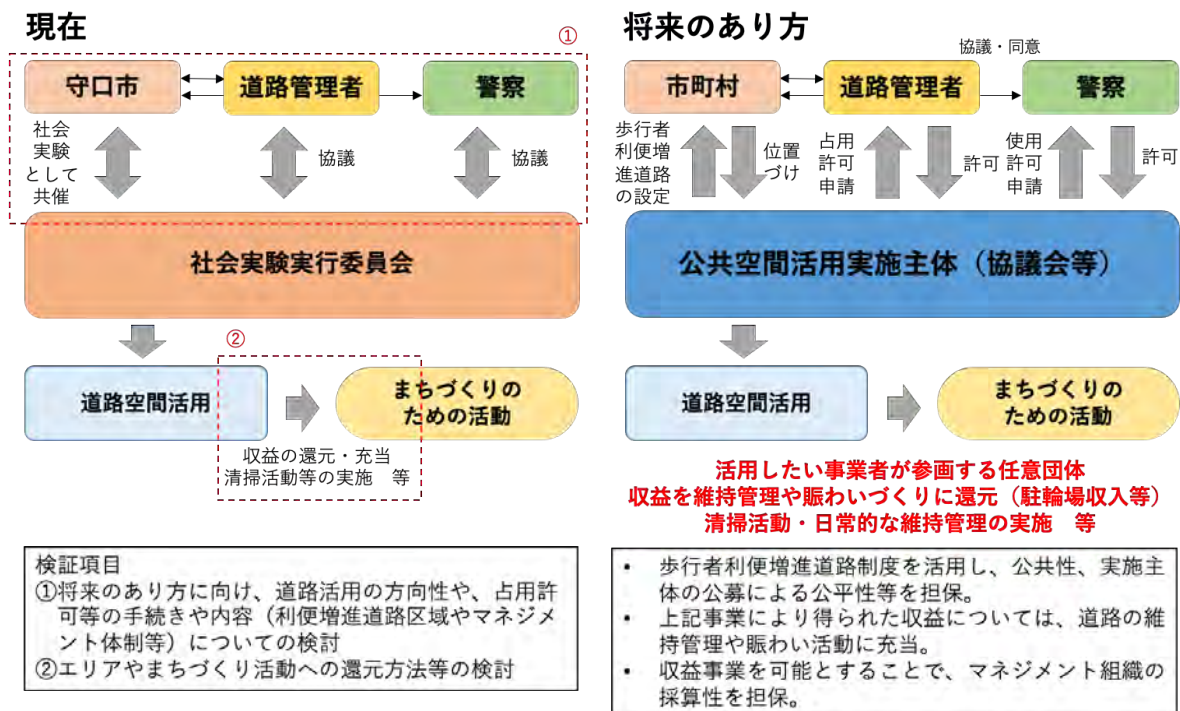 現在
①
守口市
道路管理者
警察
社会
実験
として
共催
協議
協議
社会実験実行委員会
②
道路空間活用
まちづくりの
ための活動
収益の還元・充当
清掃活動等の実施　等
検証項目
①将来のあり方に向け、道路活用の方向性や、占用許
可等の手続きや内容（利便増進道路区域やマネジメ
ント体制等）についての検討
②エリアやまちづくり活動への還元方法等の検討
将来のあり方
協議・同意
市町村
道路管理者
警察
歩行者
利便増
進道路
の設定
位置
づけ
占用
許可
申請
許可
使用
許可
申請
許可
公共空間活用実施主体（協議会等）
道路空間活用
まちづくりの
ための活動
活用したい事業者が参画する任意団体
収益を維持管理や賑わいづくりに還元（駐輪場収入等）
清掃活動・日常的な維持管理の実施　等
• 歩行者利便増進道路制度を活用し、公共性、実施主
体の公募による公平性等を担保。
• 上記事業により得られた収益については、道路の維
持管理や賑わい活動に充当。
• 収益事業を可能とすることで、マネジメント組織の
採算性を担保。